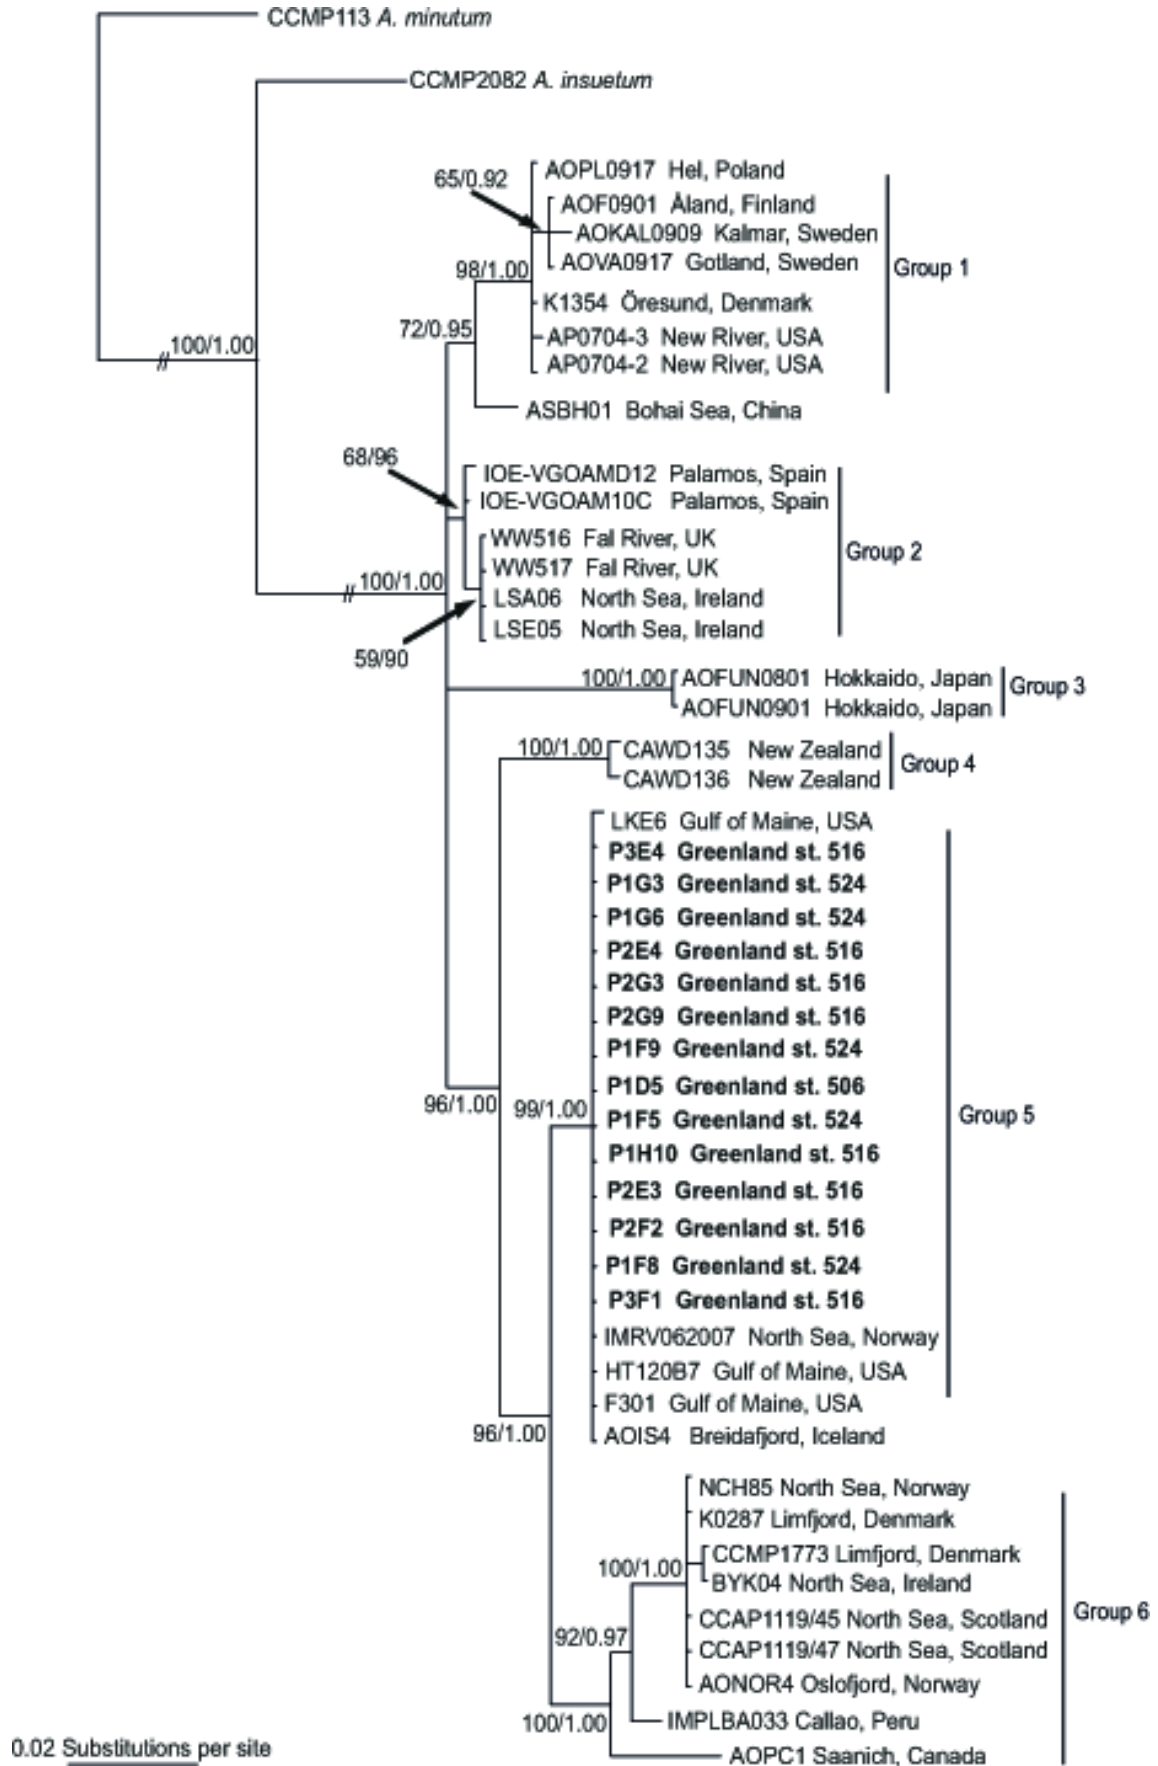 CCMP113 A. minutum
CCMP2082 A. insuetum
AOPL0917 Hel, Poland
65/0.92
AOF0901 Åland, Finland
AOKAL0909 Kalmar, Sweden
AOVA0917 Gotland, Sweden
Group 1
98/1.00
K1354 Öresund, Denmark
72/0.95
AP0704-3 New River, USA
100/1.00
AP0704-2 New River, USA
ASBH01 Bohai Sea, China
68/96
IOE-VGOAMD12 Palamos, Spain
IOE-VGOAM10C Palamos, Spain
WW516 Fal River, UK
Group 2
WW517 Fal River, UK
100/1.00
LSA06 North Sea, Ireland
LSE05 North Sea, Ireland
59/90
100/1.00
AOFUN0801 Hokkaido, Japan
Group 3
AOFUN0901 Hokkaido, Japan
100/1.00
CAWD135 New Zealand
Group 4
CAWD136 New Zealand
LKE6 Gulf of Maine, USA
P3E4 Greenland st. 516
P1G3 Greenland st. 524
P1G6 Greenland st. 524
P2E4 Greenland st. 516
P2G3 Greenland st. 516
P2G9 Greenland st. 516
P1F9 Greenland st. 524
P1D5 Greenland st. 506
96/1.00
99/1.00
P1F5 Greenland st. 524
Group 5
P1H10 Greenland st. 516
P2E3 Greenland st. 516
P2F2 Greenland st. 516
P1F8 Greenland st. 524
P3F1 Greenland st. 516
IMRV062007 North Sea, Norway
HT120B7 Gulf of Maine, USA
F301 Gulf of Maine, USA
96/1.00
AOIS4 Breidafjord, Iceland
NCH85 North Sea, Norway
K0287 Limfjord, Denmark
CCMP1773 Limfjord, Denmark
100/1.00
BYK04 North Sea, Ireland
Group 6
CCAP1119/45 North Sea, Scotland
92/0.97
CCAP1119/47 North Sea, Scotland
AONOR4 Oslofjord, Norway
100/1.00
IMPLBA033 Callao, Peru
AOPC1 Saanich, Canada
0.02 Substitutions per site